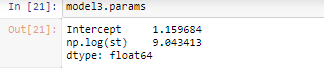 In [21]: model3.params
Out[21]: Intercept 1.159684
np.log(st) 9.043413
dtype: float64